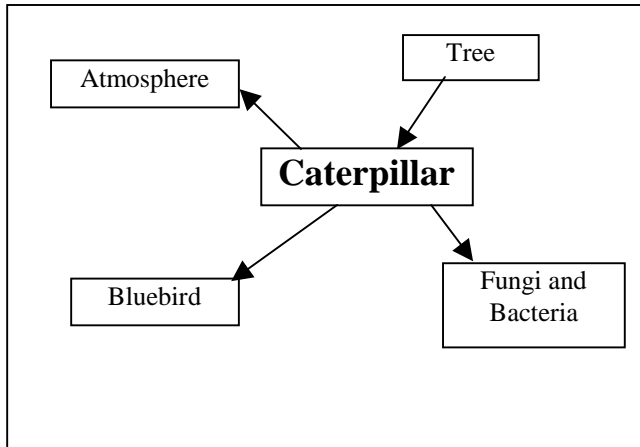 Tree
Atmosphere
Caterpillar
Bluebird
Fungi and
Bacteria